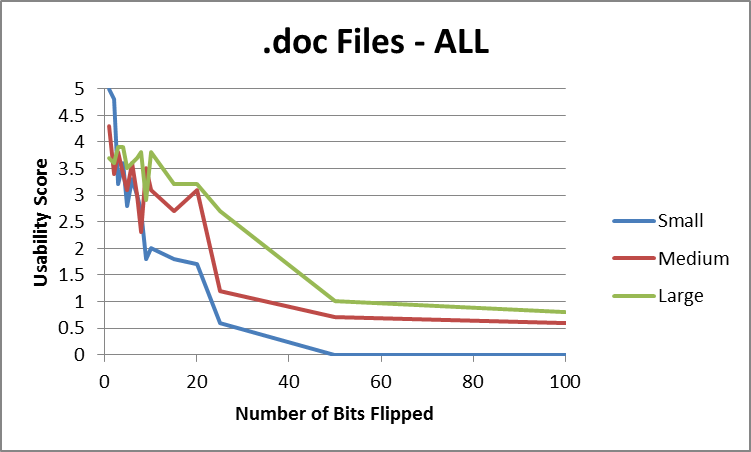 .doc Files - ALL
5
4.5
4
3.5
3
2.5
2
1.5
1
0.5
0
Usability Score
0 20 40 60 80 100
Number of Bits Flipped
Small
Medium
Large